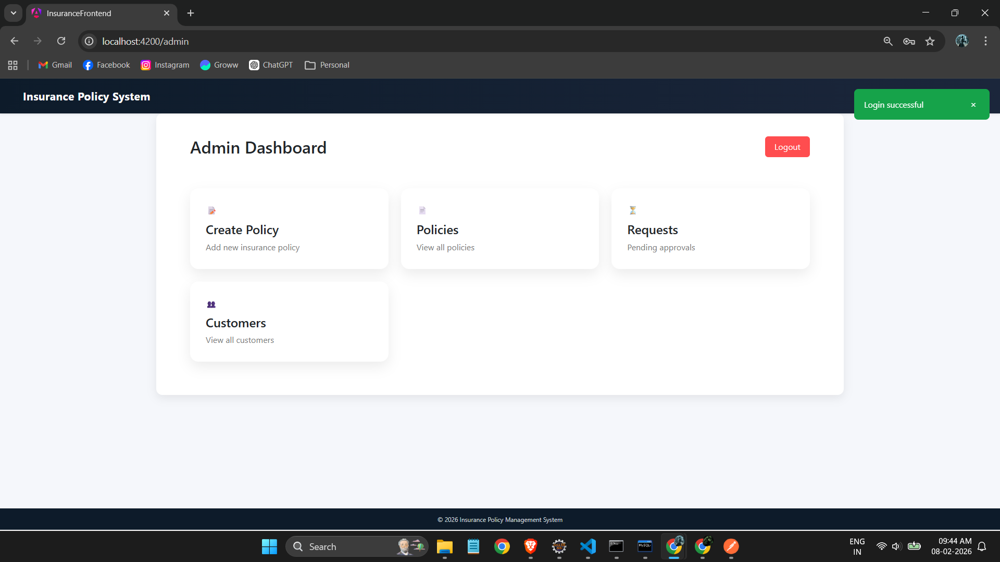 InsuranceFrontend
localhost:4200/admin
Gmail Facebook Instagram Groww ChatGPT Personal
Insurance Policy System
Login successful ×
Admin Dashboard
Logout
Create Policy
Add new insurance policy
Policies
View all policies
Requests
Pending approvals
Customers
View all customers
© 2026 Insurance Policy Management System
Search
ENG
IN
09:44 AM
08-02-2026